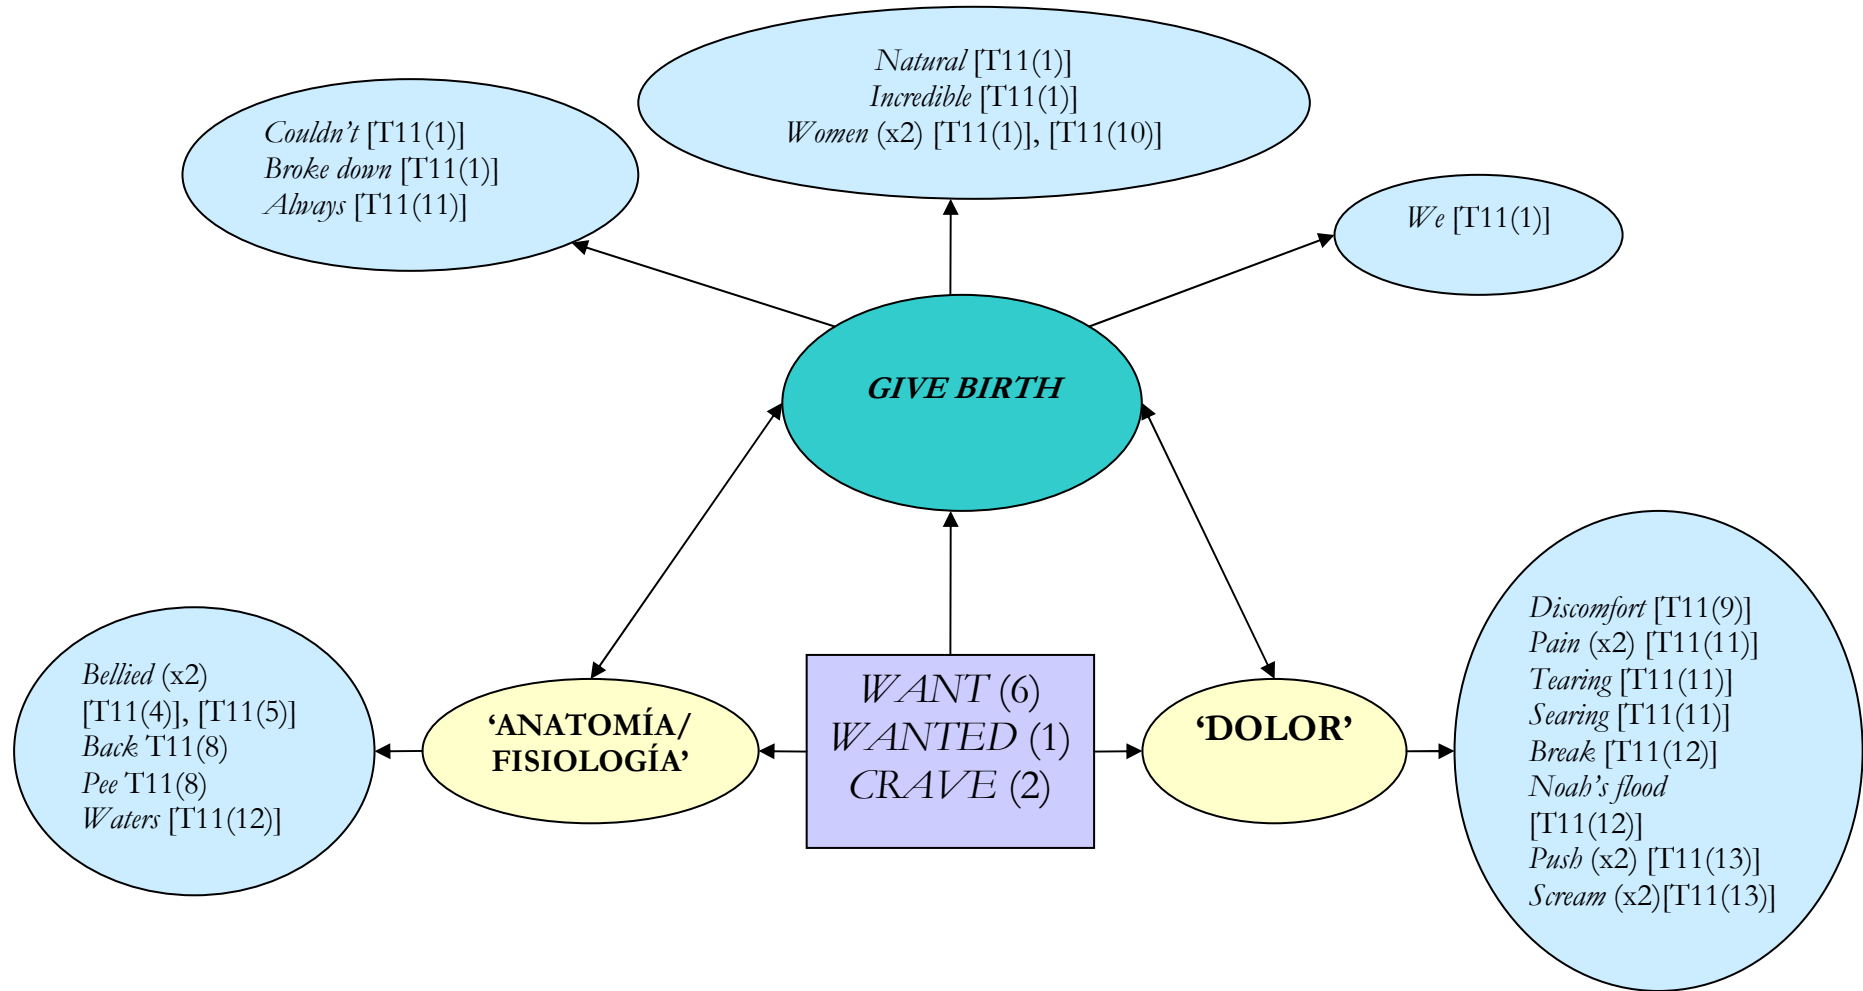 Natural [T11(1)]
Incredible [T11(1)]
Women (x2) [T11(1)], [T11(10)]
Couldn't [T11(1)]
Broke down [T11(1)]
Always [T11(11)]
We [T11(1)]
GIVE BIRTH
Bellied (x2)
[T11(4)], [T11(5)]
Back T11(8)
Pee T11(8)
Waters [T11(12)]
‘ANATOMÍA/
FISIOLOGÍA’
WANT (6)
WANTED (1)
CRAVE (2)
‘DOLOR’
Discomfort [T11(9)]
Pain (x2) [T11(11)]
Tearing [T11(11)]
Searing [T11(11)]
Break [T11(12)]
Noah’s flood
[T11(12)]
Push (x2) [T11(13)]
Scream (x2)[T11(13)]